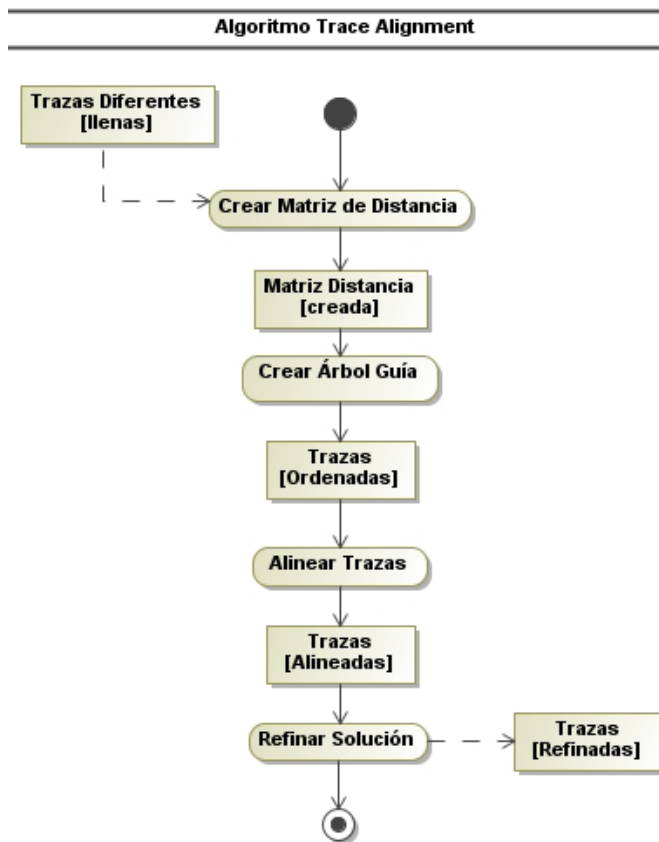 Algoritmo Trace Alignment
Trazas Diferentes
[llenas]
Crear Matriz de Distancia
Matriz Distancia
[creada]
Crear Árbol Guía
Trazas
[Ordenadas]
Alinear Trazas
Trazas
[Alineadas]
Refinar Solución
Trazas
[Refinadas]